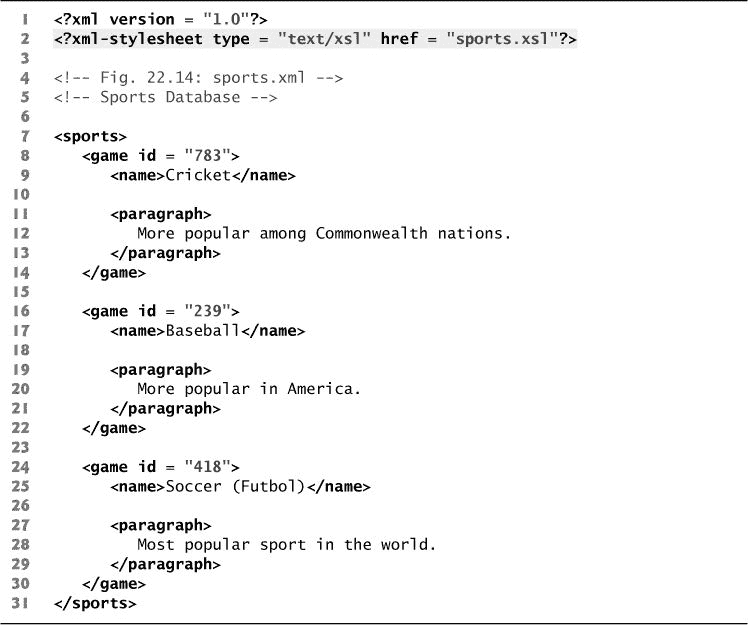 1 <?xml version = "1.0"?>
2 <?xml-stylesheet type = "text/xsl" href = "sports.xsl"?>
3
4 <!-- Fig. 22.14: sports.xml -->
5 <!-- Sports Database -->
6
7 <sports>
8 <game id = "783">
9 <name>Cricket</name>
10
11 <paragraph>
12 More popular among Commonwealth nations.
13 </paragraph>
14 </game>
15
16 <game id = "239">
17 <name>Baseball</name>
18
19 <paragraph>
20 More popular in America.
21 </paragraph>
22 </game>
23
24 <game id = "418">
25 <name>Soccer (Futbol)</name>
26
27 <paragraph>
28 Most popular sport in the world.
29 </paragraph>
30 </game>
31 </sports>